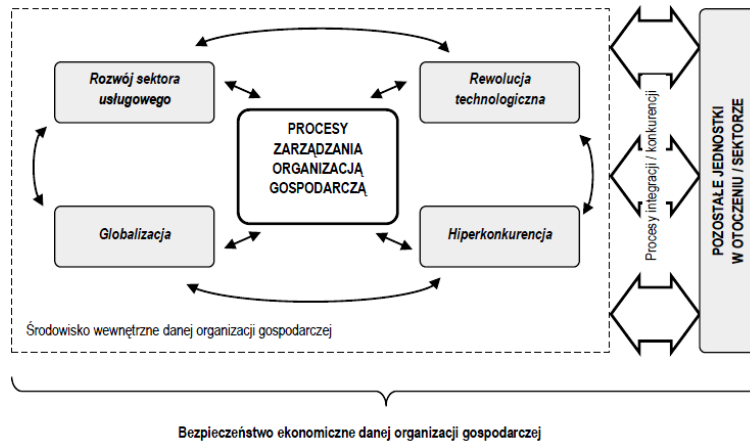 Rozwój sektora
usługowego
Rewolucja
technologiczna
PROCESY
ZARZĄDZANIA
ORGANIZACJĄ
GOSPODARCZĄ
Globalizacja
Hiperkonkurencja
Środowisko wewnętrzne danej organizacji gospodarczej
Procesy integracji / konkurencji
POZOSTAŁE JEDNOSTKI
W OTOCZENIU / SEKTORZE
Bezpieczeństwo ekonomiczne danej organizacji gospodarczej